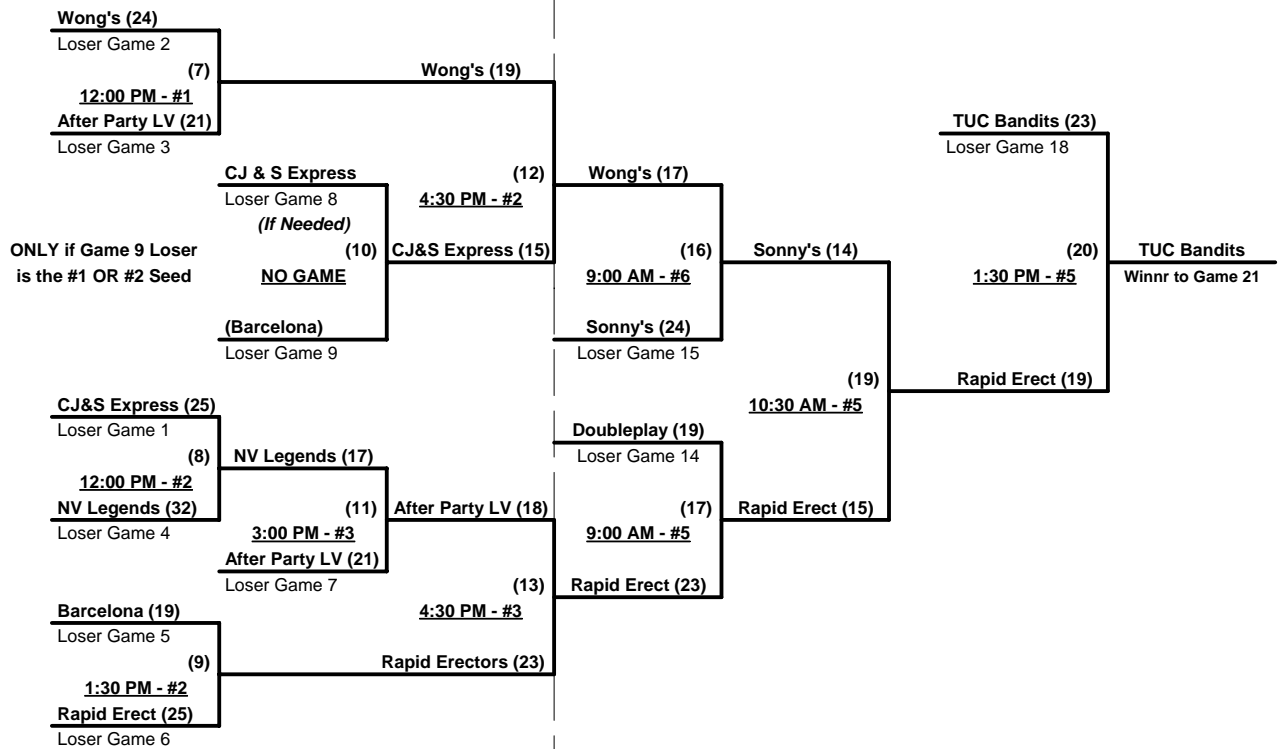 Wong's (24)
Loser Game 2
(7)
12:00 PM - #1
After Party LV (21)
Loser Game 3
Wong's (19)
CJ & S Express
Loser Game 8
(If Needed)
(10)
NO GAME
ONLY if Game 9 Loser
is the #1 OR #2 Seed
(Barcelona)
Loser Game 9
CJ&S Express (15)
(12)
4:30 PM - #2
Wong's (17)
(16)
9:00 AM - #6
Sonny's (24)
Loser Game 15
Sonny's (14)
TUC Bandits (23)
Loser Game 18
(20)
1:30 PM - #5
TUC Bandits
Winnr to Game 21
Rapid Erect (19)
(19)
10:30 AM - #5
CJ&S Express (25)
Loser Game 1
(8)
12:00 PM - #2
NV Legends (32)
Loser Game 4
NV Legends (17)
(11)
3:00 PM - #3
After Party LV (21)
Loser Game 7
After Party LV (18)
Doubleplay (19)
Loser Game 14
(17)
9:00 AM - #5
Rapid Erect (15)
(13)
4:30 PM - #3
Rapid Erect (23)
Barcelona (19)
Loser Game 5
(9)
1:30 PM - #2
Rapid Erect (25)
Loser Game 6
Rapid Erectors (23)